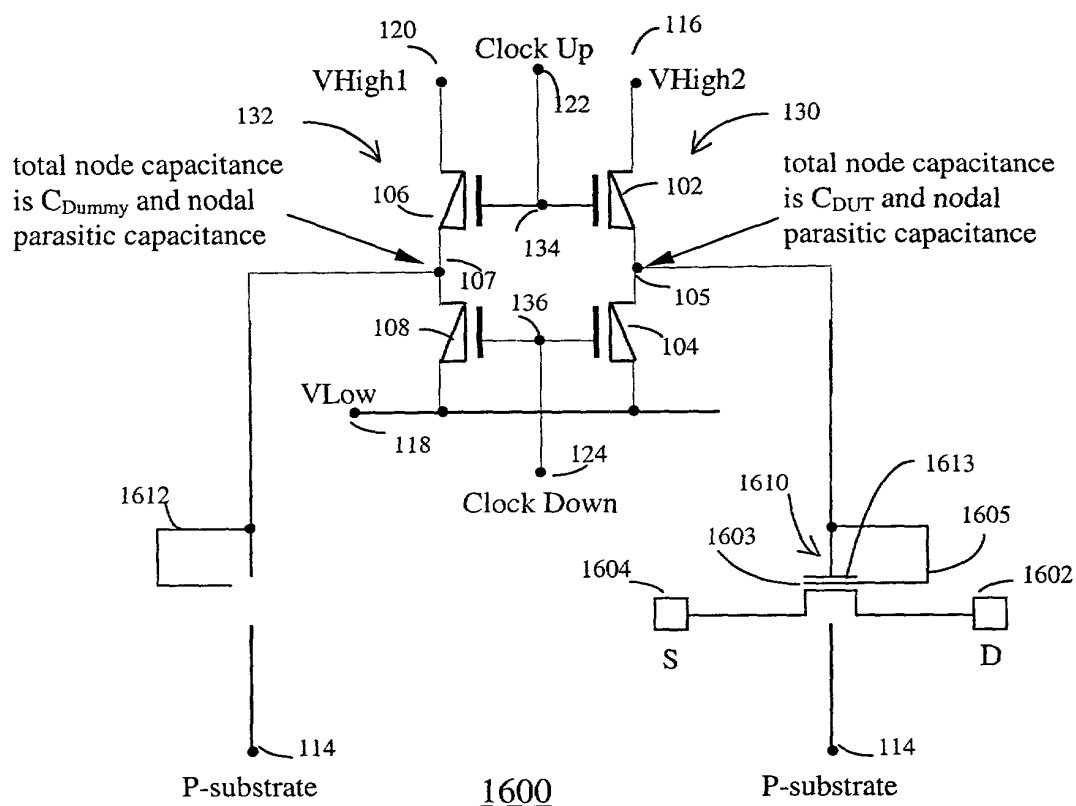 120
116
Clock Up
VHigh1
VHigh2
122
132
130
total node capacitance
is CDummy and nodal
parasitic capacitance
total node capacitance
is CDUT and nodal
parasitic capacitance
106
102
134
107
105
136
108
104
VLow
118
124
Clock Down
1612
1610
1613
1603
1605
1604
1602
S
D
114
114
P-substrate
P-substrate
1600